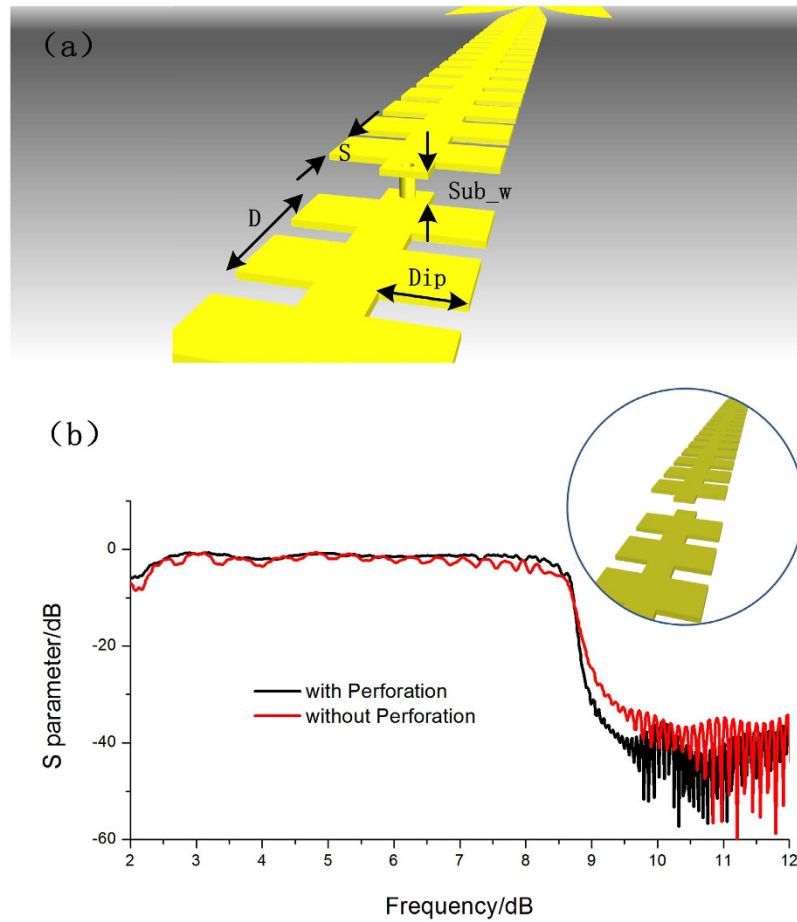 （a）
S
Sub_w
D
Dip
（b）
0
-20
-40
-60
S parameter/dB
with Perforation
without Perforation
2 3 4 5 6 7 8 9 10 11 12
Frequency/dB